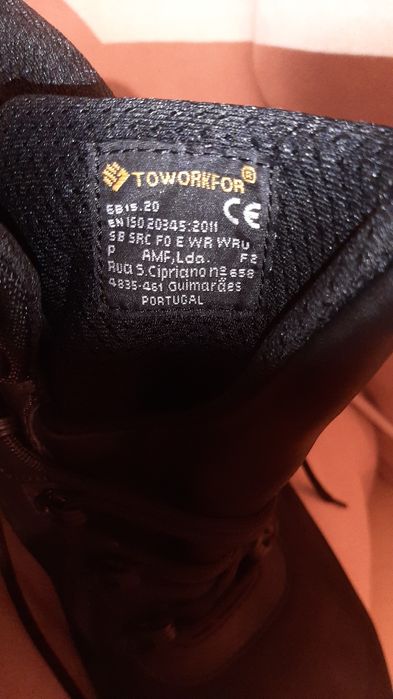 TOWORKFOR®
6B15.20 CE
EN ISO 20345:2011
SB SRC FO E WR WRU
P AMF,Lda. F2
Rua S.Cipriano nº 658
4835-461 Guimarães
PORTUGAL